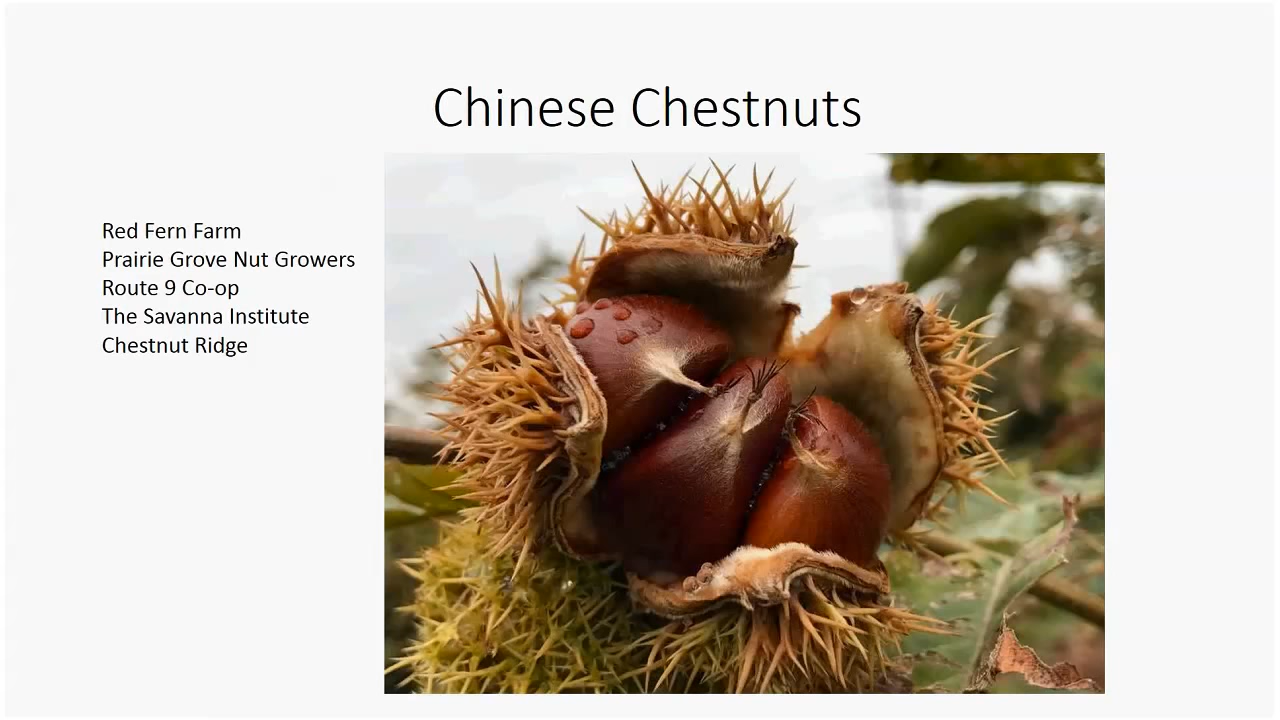 Chinese Chestnuts
Red Fern Farm
Prairie Grove Nut Growers
Route 9 Co-op
The Savanna Institute
Chestnut Ridge